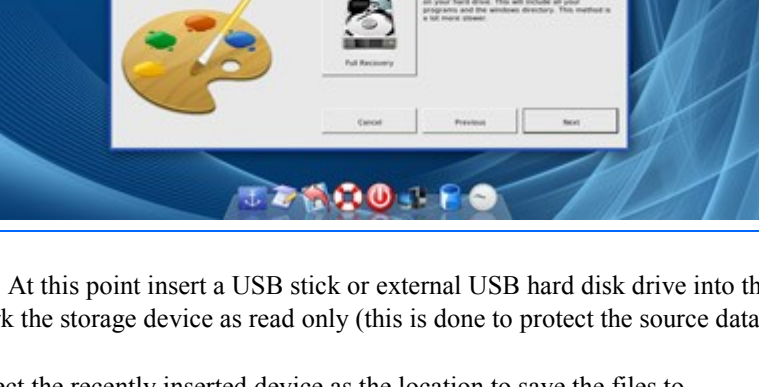 on your hard drive. This will include all your
programs and the windows directory. This method is
a lot more slower.
Full Recovery
Cancel
Previous
Next
At this point insert a USB stick or external USB hard disk drive into th
k the storage device as read only (this is done to protect the source data
ect the recently inserted device as the location to save the files to